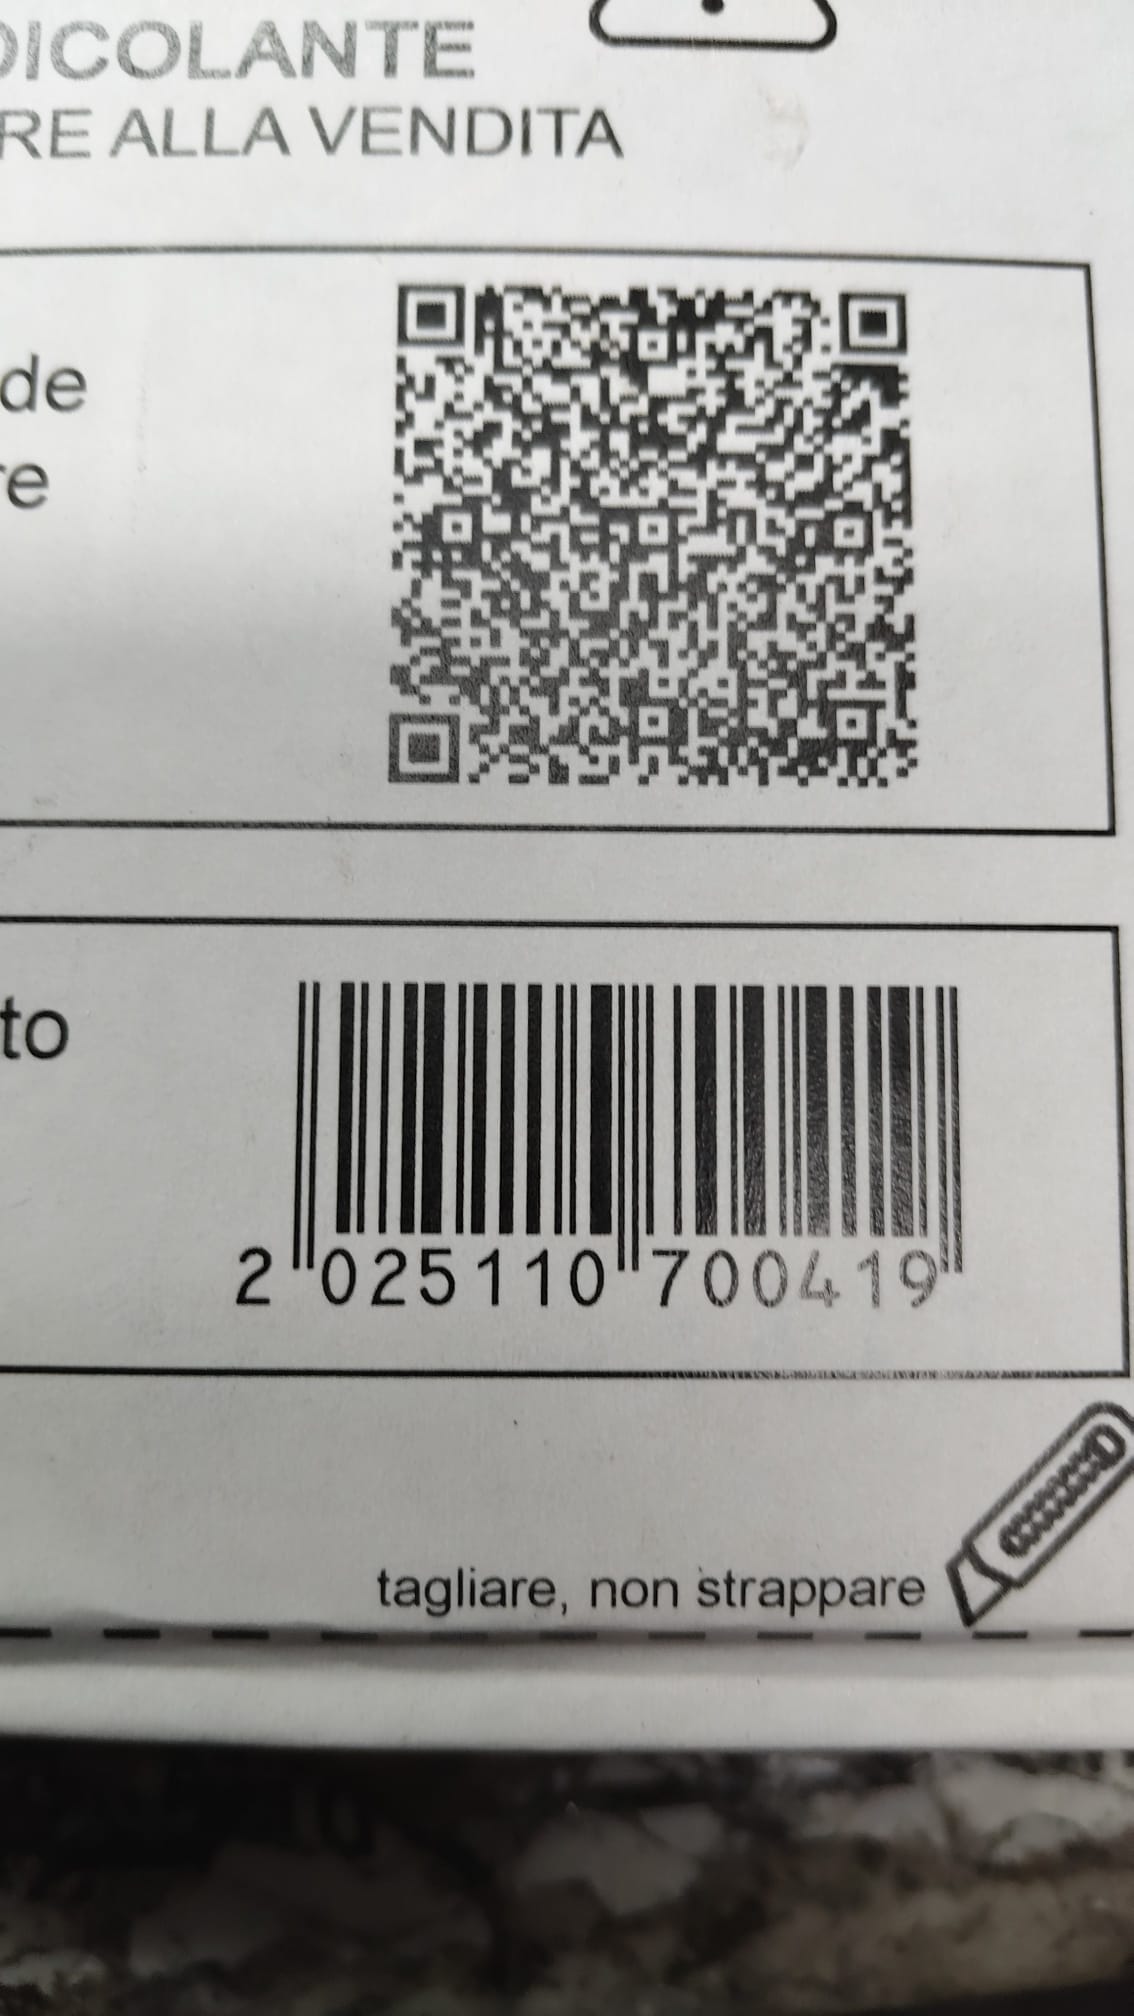 DICOLANTE
RE ALLA VENDITA
de
re
to
2 025110 700419
tagliare, non strappare